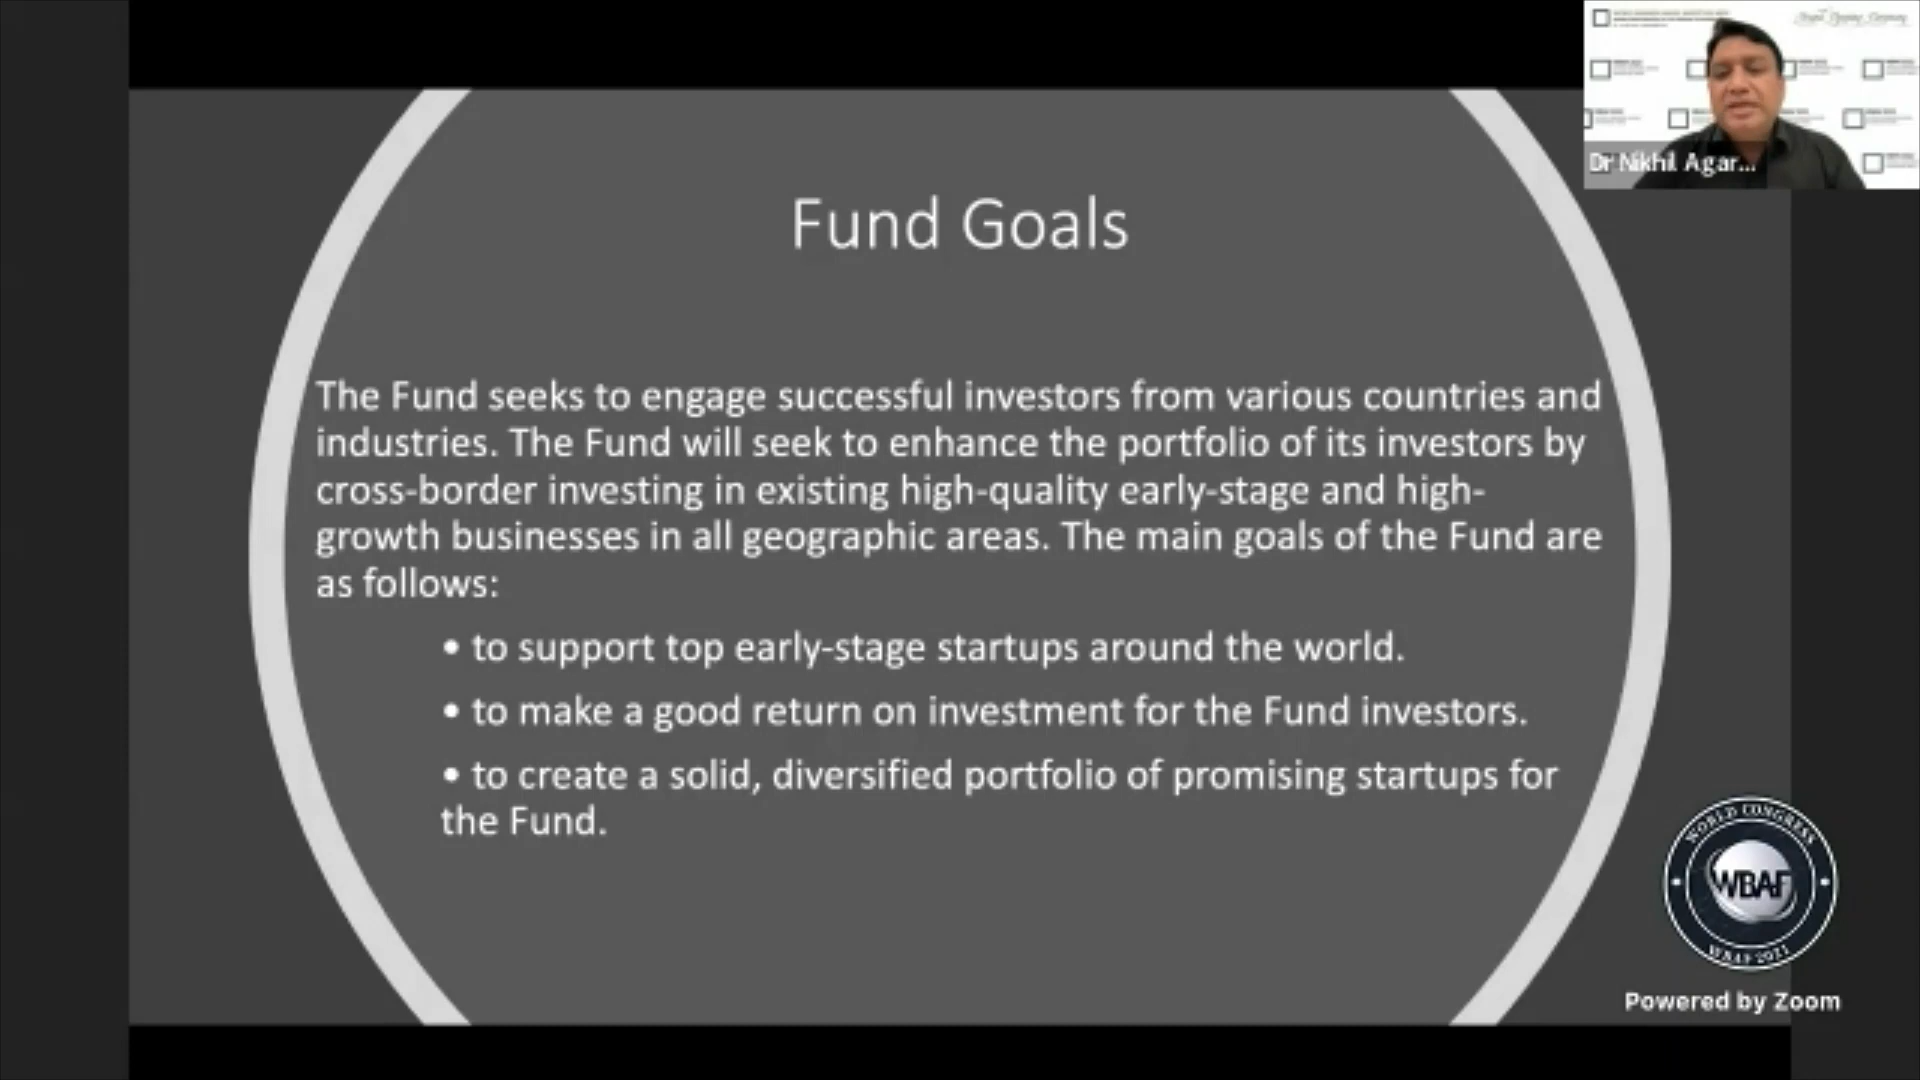 Dr Nikhil Agar...
Fund Goals
The Fund seeks to engage successful investors from various countries and
industries. The Fund will seek to enhance the portfolio of its investors by
cross-border investing in existing high-quality early-stage and high-
growth businesses in all geographic areas. The main goals of the Fund are
as follows:
• to support top early-stage startups around the world.
• to make a good return on investment for the Fund investors.
• to create a solid, diversified portfolio of promising startups for
the Fund.
WORLD CONGRESS
WBAF
WBAF 2021
Powered by Zoom